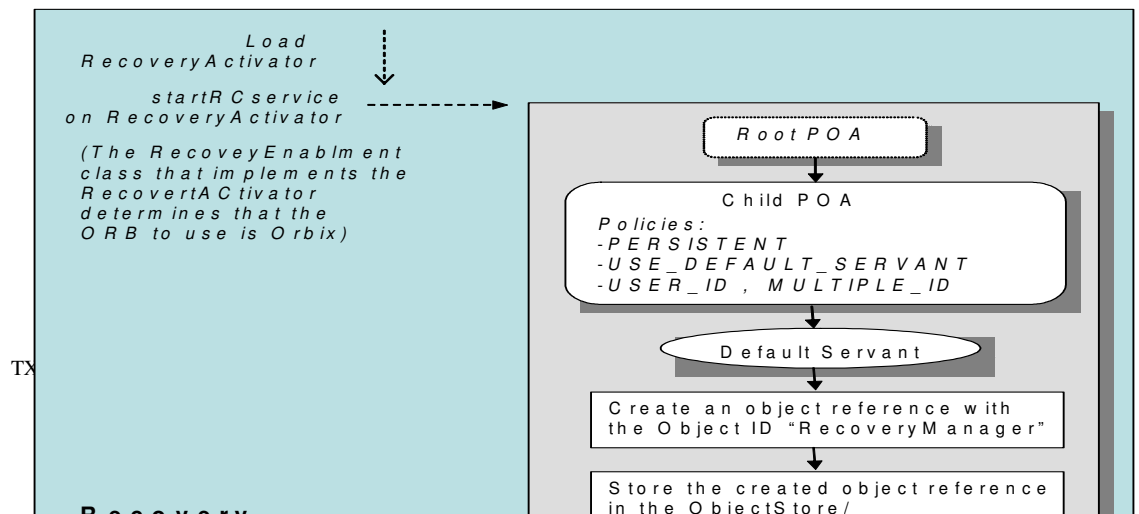 Load
RecoveryActivator
startRCservice
on RecoveryActivator
(The RecoveyEnablment
class that implements the
RecovertACtivator
determines that the
ORB to use is Orbix)
TX
Root POA
Child POA
Policies:
-PERSISTENT
-USE_DEFAULT_SERVANT
-USER_ID , MULTIPLE_ID
Default Servant
Create an object reference with
the Object ID “RecoveryManager”
Store the created object reference
in the ObjectStore/
Recovery